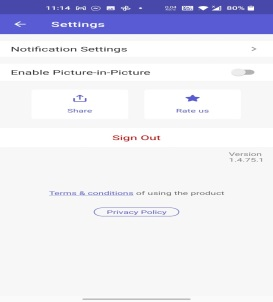 11:14
80%
Settings
Notification Settings
Enable Picture-in-Picture
Share
Rate us
Sign Out
Version
1.4.75.1
Terms & conditions of using the product
Privacy Policy